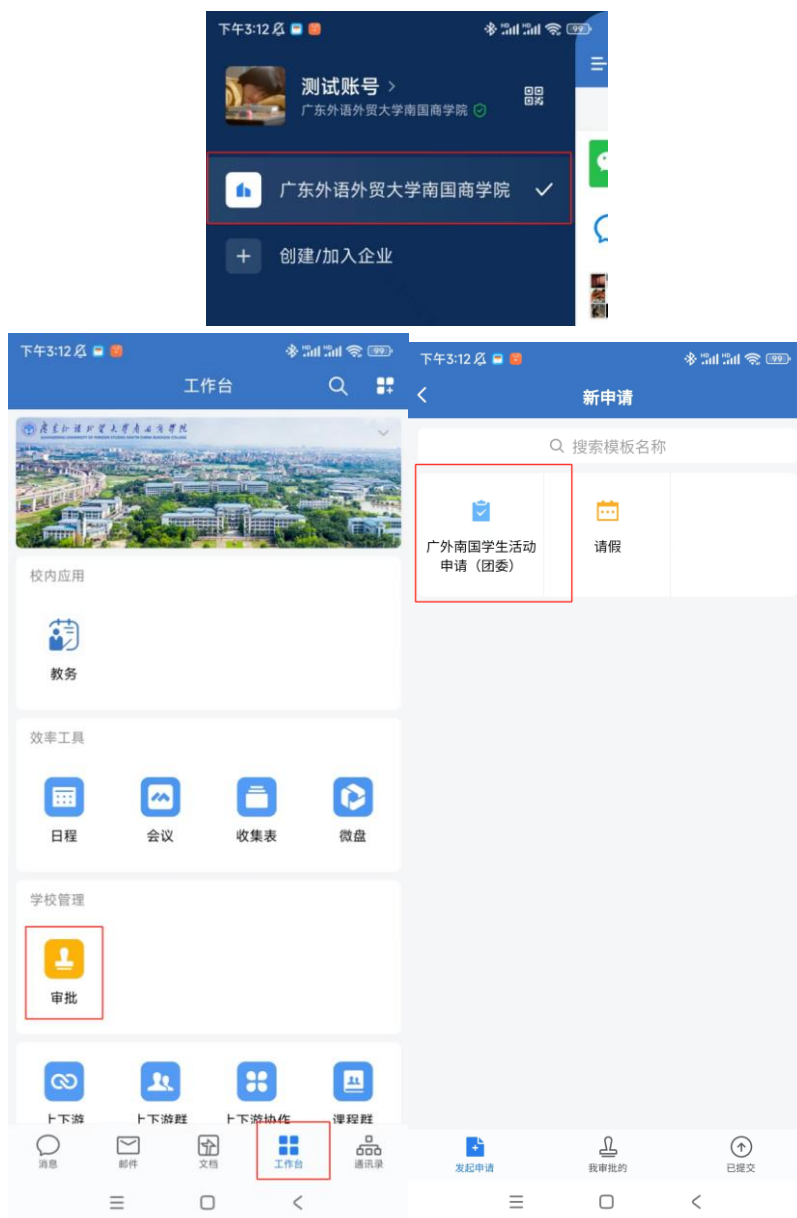 下午3:12
99
测试账号 >
广东外语外贸大学南国商学院
广东外语外贸大学南国商学院
创建/加入企业
下午3:12
99
工作台
校内应用
教务
效率工具
日程 会议 收集表 微盘
学校管理
审批
上下游 上下游群 上下游协作 课程群
消息 邮件 文档 工作台 通讯录
下午3:12
99
新申请
搜索模板名称
广外南国学生活动
申请（团委）
请假
发起申请 我审批的 已提交